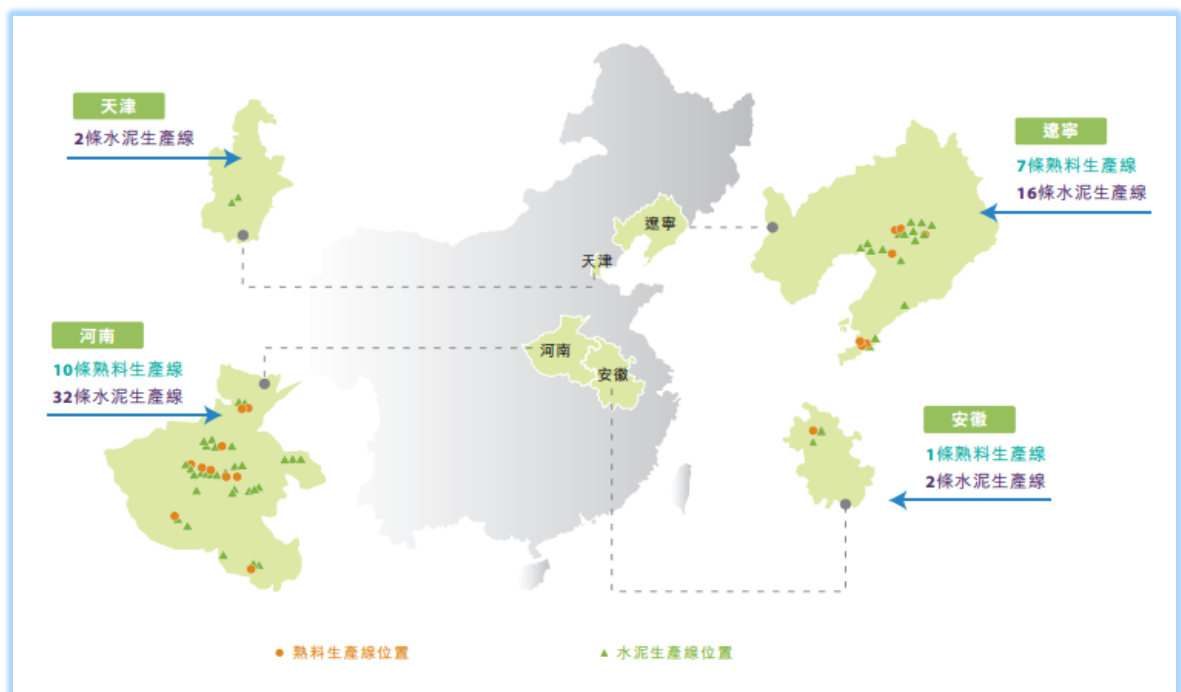 天津
2條水泥生產線
遼寧
7條熟料生產線
16條水泥生產線
遼寧
天津
河南
10條熟料生產線
32條水泥生產線
河南
安徽
安徽
1條熟料生產線
2條水泥生產線
熟料生產線位置
水泥生產線位置